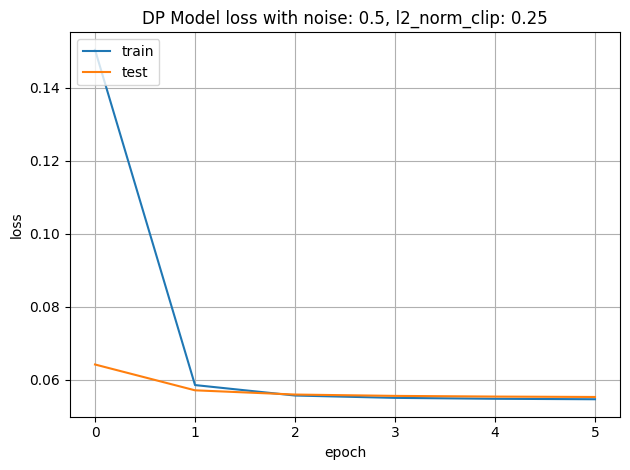 DP Model loss with noise: 0.5, l2_norm_clip: 0.25
train
test
0.14
0.12
0.10
0.08
0.06
loss
0 1 2 3 4 5
epoch